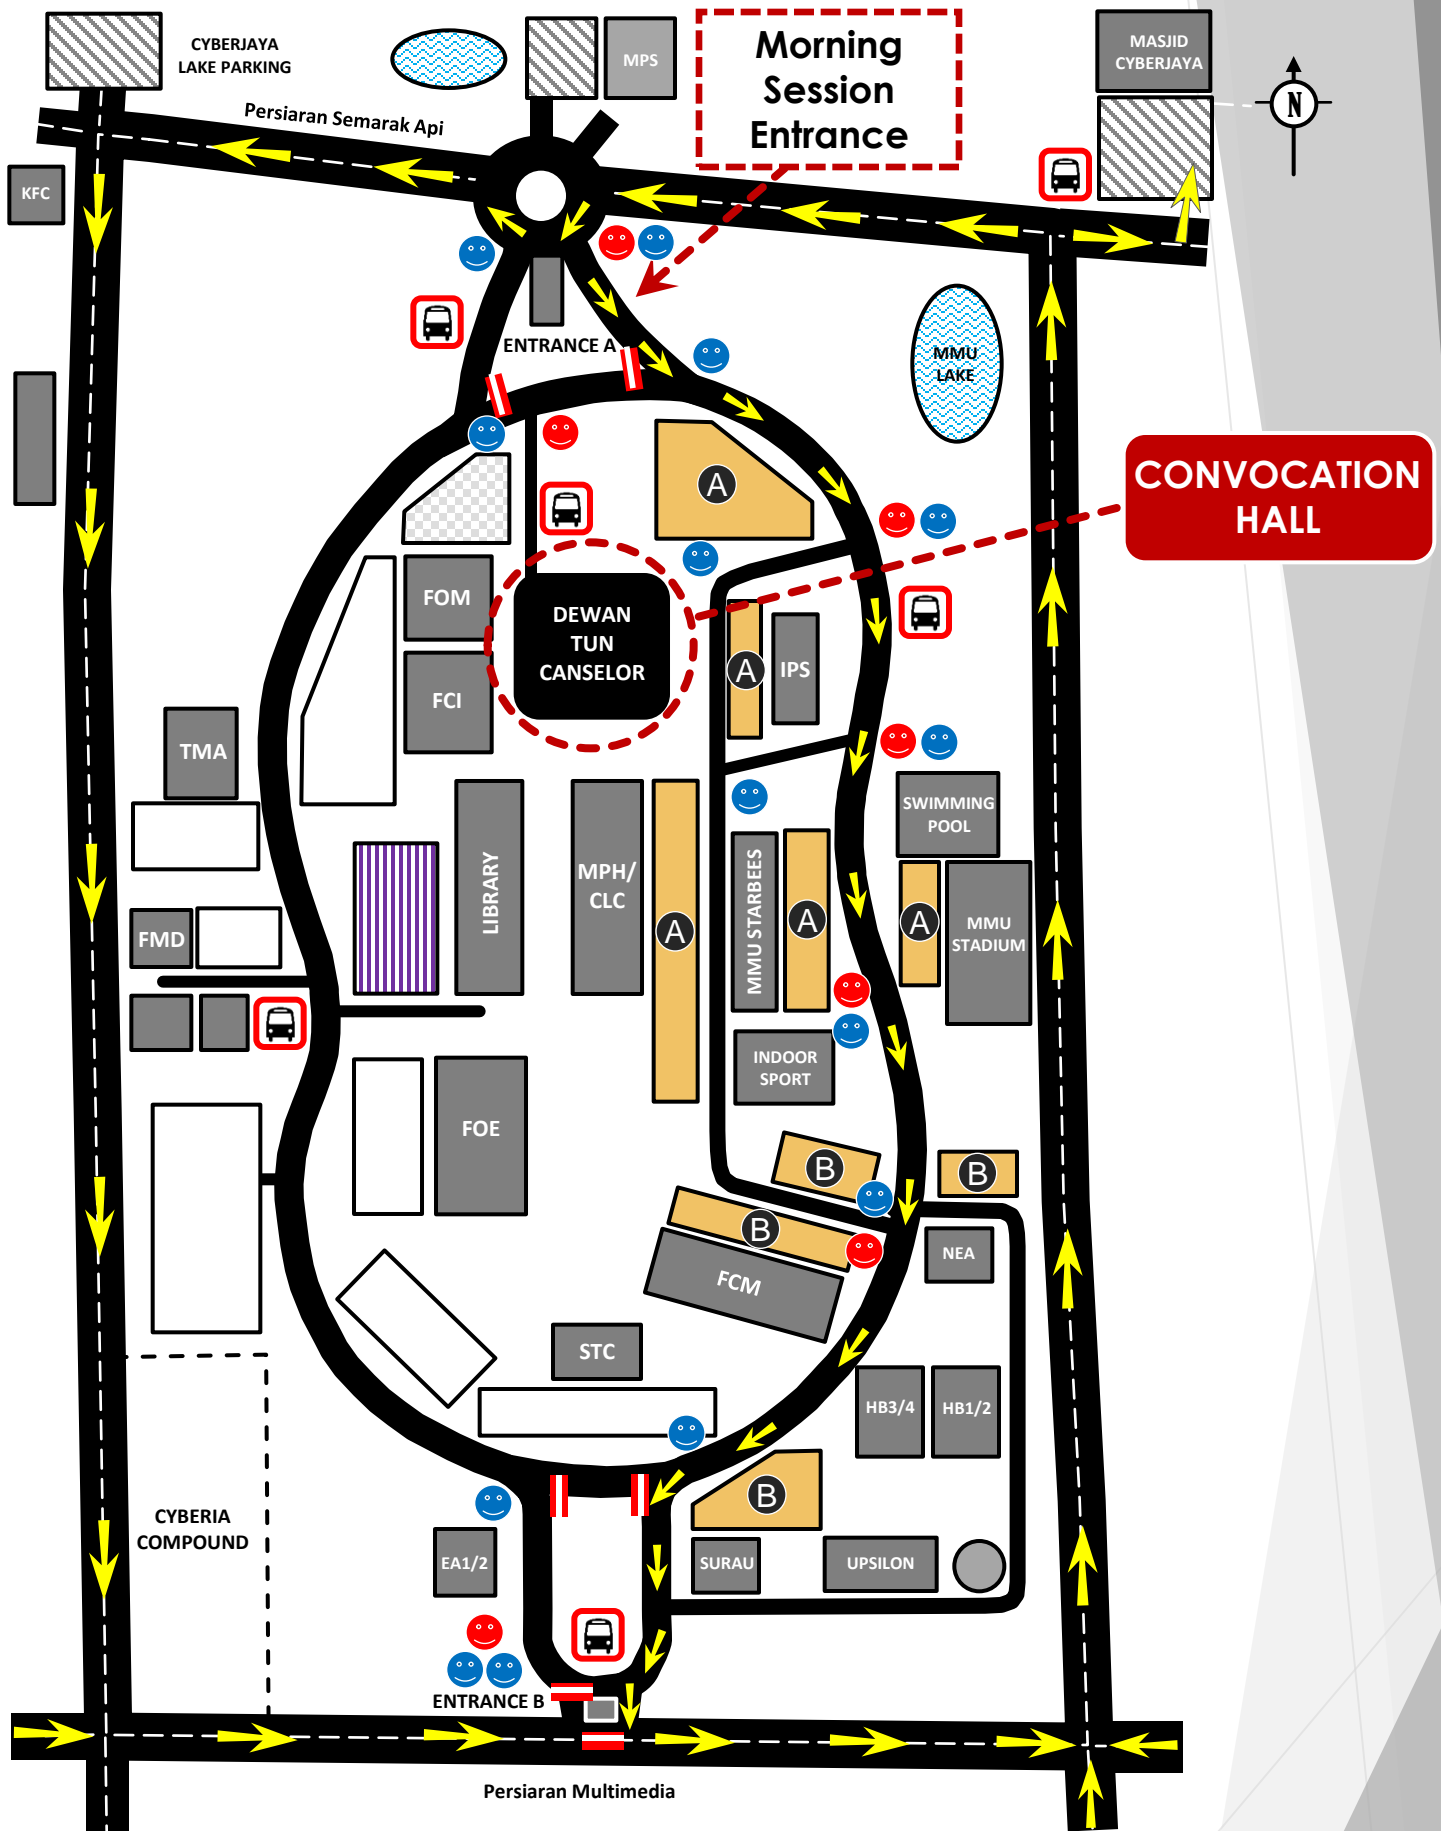 CYBERJAYA
LAKE PARKING
MPS
Morning
Session
Entrance
MASJID
CYBERJAYA
N
Persiaran Semarak Api
KFC
ENTRANCE A
MMU
LAKE
CONVOCATION
HALL
A
FOM
DEWAN
TUN
CANSELOR
FCI
A
IPS
TMA
SWIMMING
POOL
LIBRARY
MPH/
CLC
A
MMU STARBEES
A
A
MMU
STADIUM
FMD
INDOOR
SPORT
FOE
B
B
B
NEA
FCM
STC
HB3/4
HB1/2
B
CYBERIA
COMPOUND
EA1/2
SURAU
UPSILON
ENTRANCE B
Persiaran Multimedia